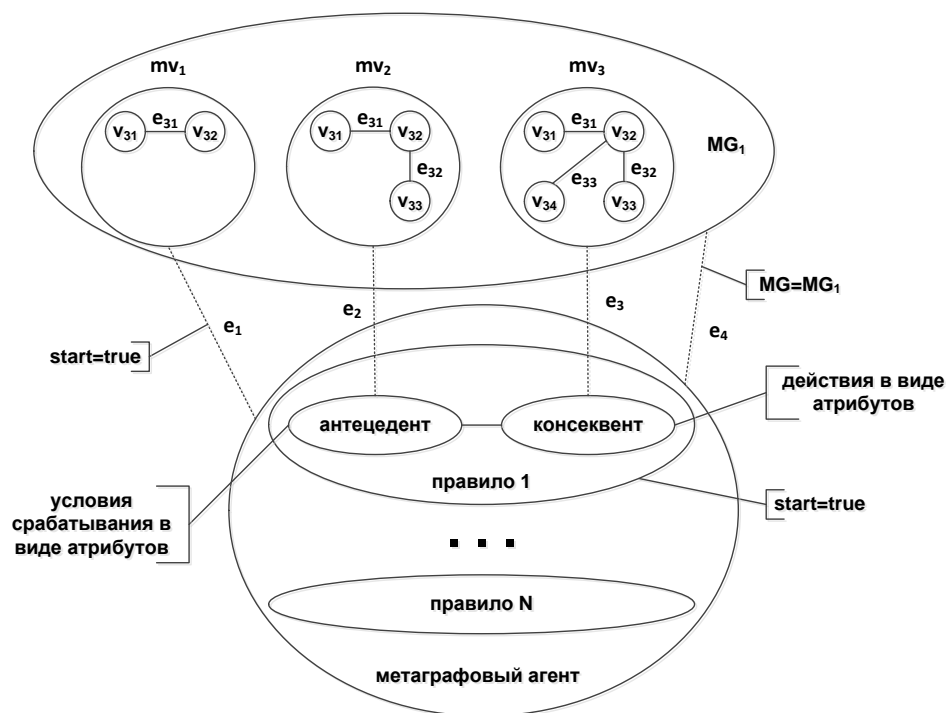 mv₁
mv₂
mv₃
v₃₁ e₃₁ v₃₂
v₃₁ e₃₁ v₃₂
e₃₂
v₃₃
v₃₁ e₃₁ v₃₂
e₃₃ e₃₂
v₃₄ v₃₃
MG₁
MG=MG₁
e₁
e₂
e₃
e₄
start=true
действия в виде
атрибутов
антецедент
консеквент
правило 1
start=true
условия
срабатывания в
виде атрибутов
. . .
правило N
метаграфовый агент